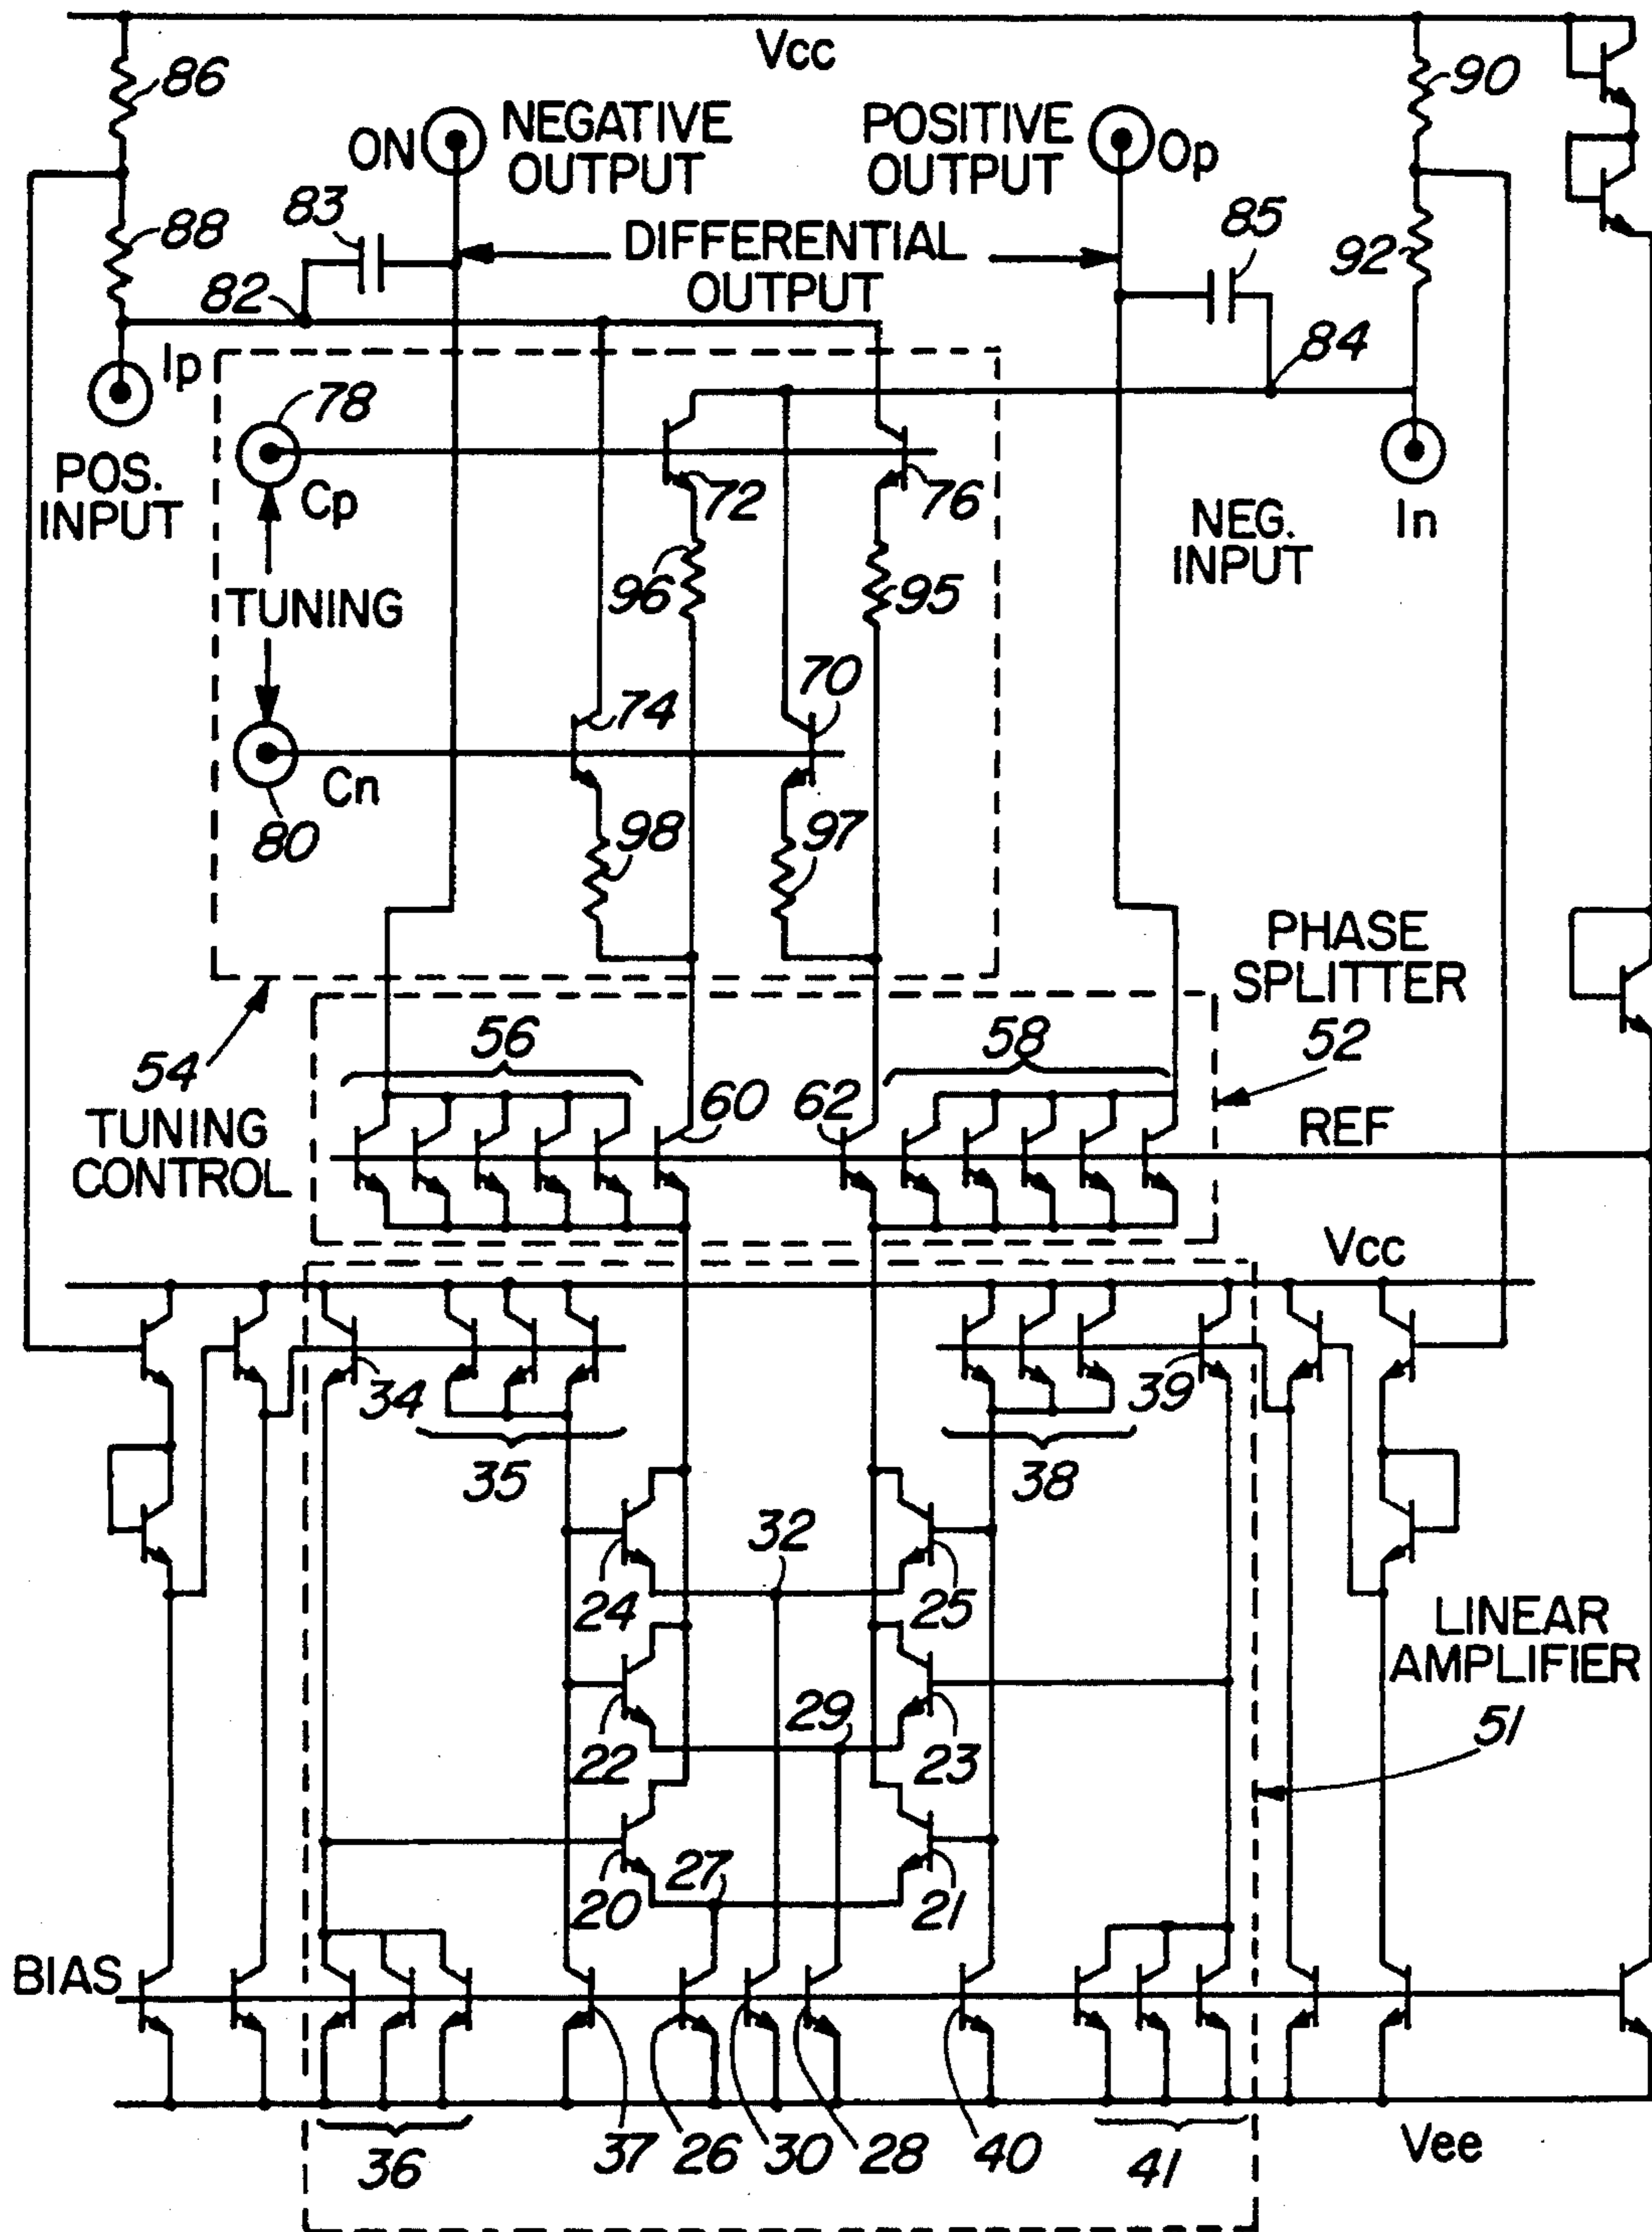 Vcc
86
90
ON
NEGATIVE
OUTPUT
POSITIVE
OUTPUT
Op
88
83
DIFFERENTIAL
OUTPUT
85
92
82
84
Ip
POS.
INPUT
78
Cp
72
76
NEG.
INPUT
In
TUNING
96
95
74
70
Cn
80
98
97
PHASE
SPLITTER
52
54
TUNING
CONTROL
56
58
60
62
REF
Vcc
34
35
38
39
32
24
25
LINEAR
AMPLIFIER
51
29
22
23
27
20
21
BIAS
36
37
26
30
28
40
41
Vee